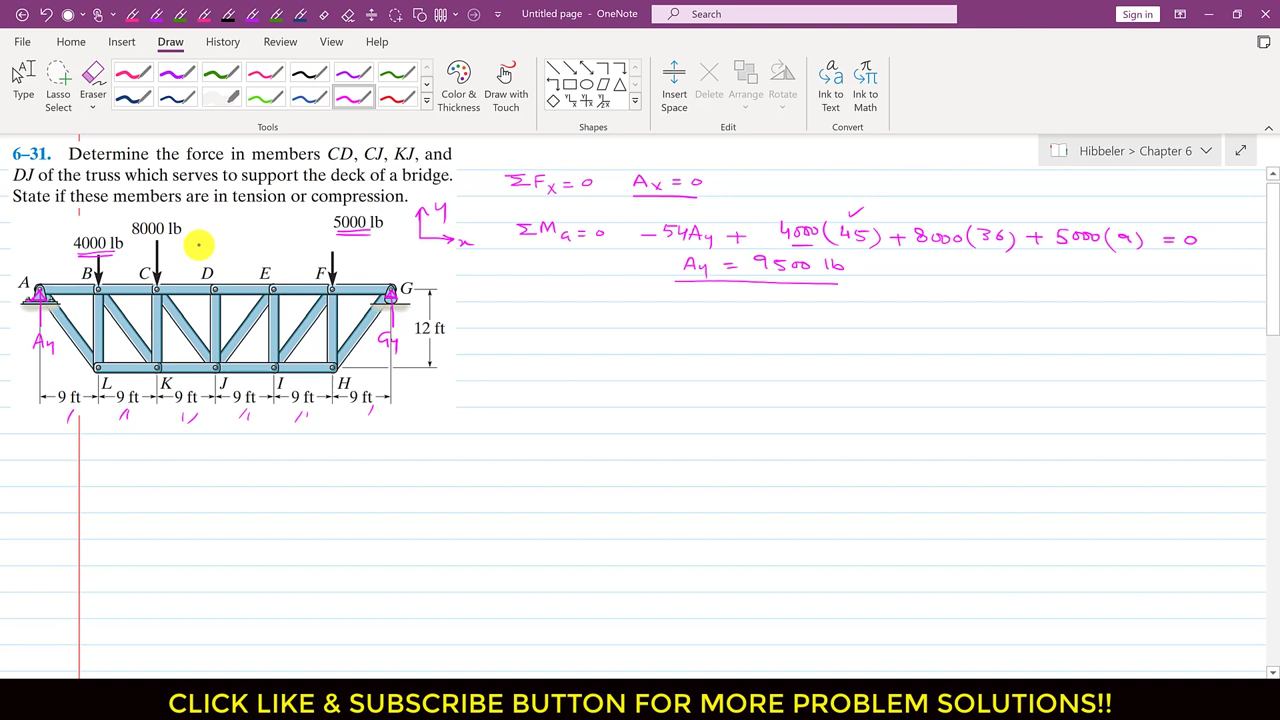 Untitled page - OneNote
Search
Sign in
File Home Insert Draw History Review View Help
Type
Lasso Select
Eraser
Color & Thickness
Draw with Touch
Insert Space
Delete
Arrange
Rotate
Ink to Text
Ink to Math
Tools
Shapes
Edit
Convert
Hibbeler > Chapter 6
6–31. Determine the force in members CD, CJ, KJ, and
DJ of the truss which serves to support the deck of a bridge.
State if these members are in tension or compression.
8000 lb
5000 lb
4000 lb
y
x
A B C D E F G
12 ft
Ay
Gy
L K J I H
9 ft 9 ft 9 ft 9 ft 9 ft 9 ft
ΣFx = 0 Ax = 0
ΣMG = 0 -54Ay + 4000(45) + 8000(36) + 5000(9) = 0
Ay = 9500 lb
CLICK LIKE & SUBSCRIBE BUTTON FOR MORE PROBLEM SOLUTIONS!!